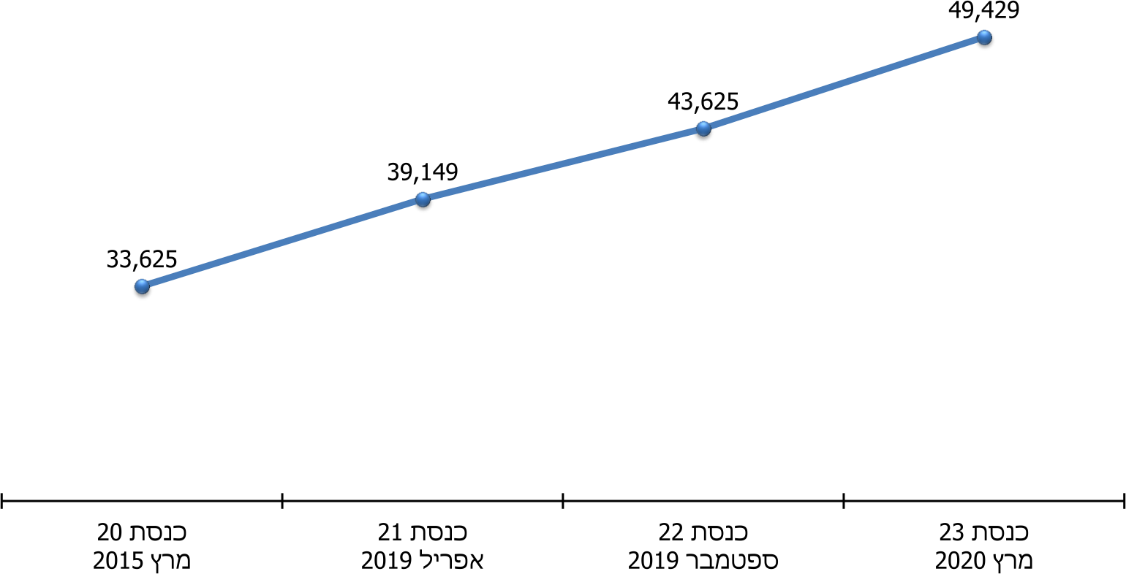 49,429
43,625
39,149
33,625
כנסת 20
מרץ 2015
כנסת 21
אפריל 2019
כנסת 22
ספטמבר 2019
כנסת 23
מרץ 2020